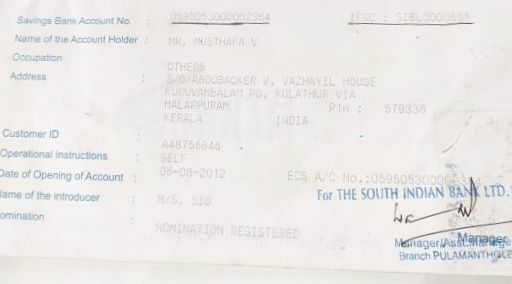 Savings Bank Account No. : 0595053000002364 IFSC : SIBL0000595
Name of the Account Holder : MR. MUSTHAFA V
Occupation
OTHERS
Address : S/O ABOOBACKER V, VAZHAYIL HOUSE
KURUVAMBALAM PO, KULATHUR VIA
MALAPPURAM Pin : 679338
KERALA INDIA
Customer ID : A48756846
Operational Instructions : SELF
Date of Opening of Account : 06-08-2012 ECS A/C No.:059505300000
Name of the introducer : M/S. SIB For THE SOUTH INDIAN BANK LTD.
Nomination : NOMINATION REGISTERED
Manager
Manager/Asst.Manager
Branch PULAMANTHOLE